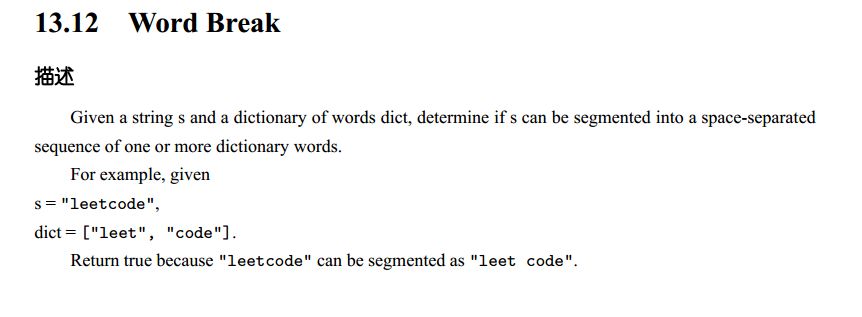 13.12 Word Break
描述
Given a string s and a dictionary of words dict, determine if s can be segmented into a space-separated
sequence of one or more dictionary words.
For example, given
s = "leetcode",
dict = ["leet", "code"].
Return true because "leetcode" can be segmented as "leet code".